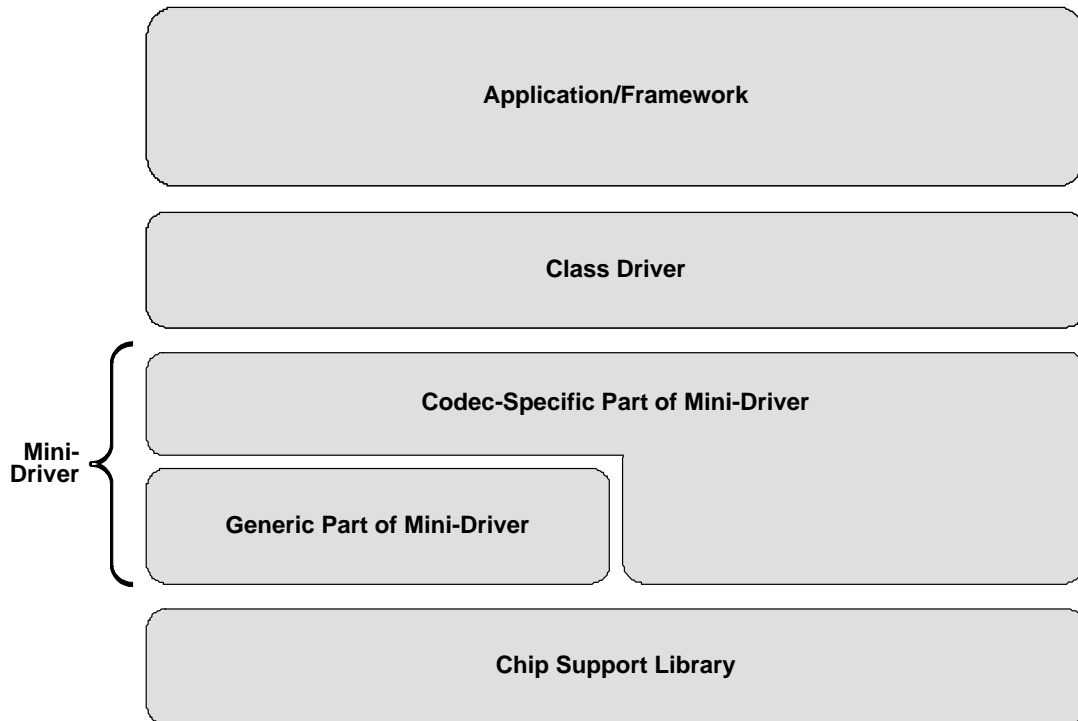 Application/Framework
Class Driver
Codec-Specific Part of Mini-Driver
Mini-
Driver
Generic Part of Mini-Driver
Chip Support Library